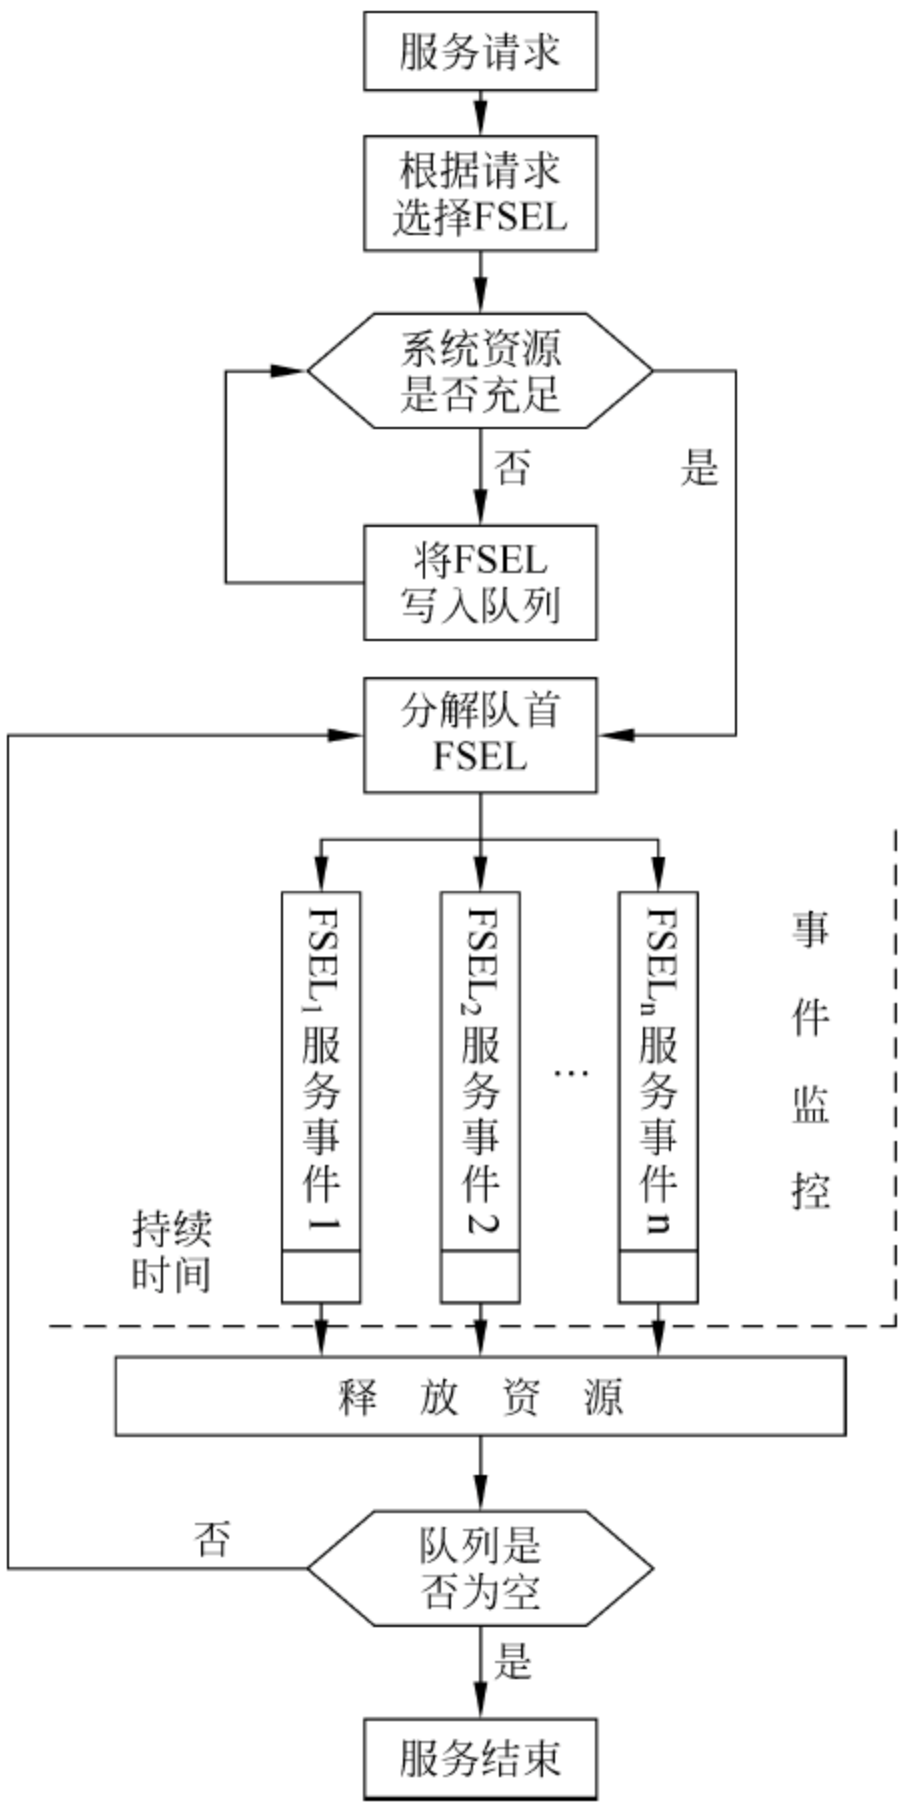 服务请求
根据请求
选择FSEL
系统资源
是否充足
否
是
将FSEL
写入队列
分解队首
FSEL
FSEL₁服务事件1
FSEL₂服务事件2
…
FSELₙ服务事件n
事件监控
持续
时间
释放资源
否
队列是
否为空
是
服务结束